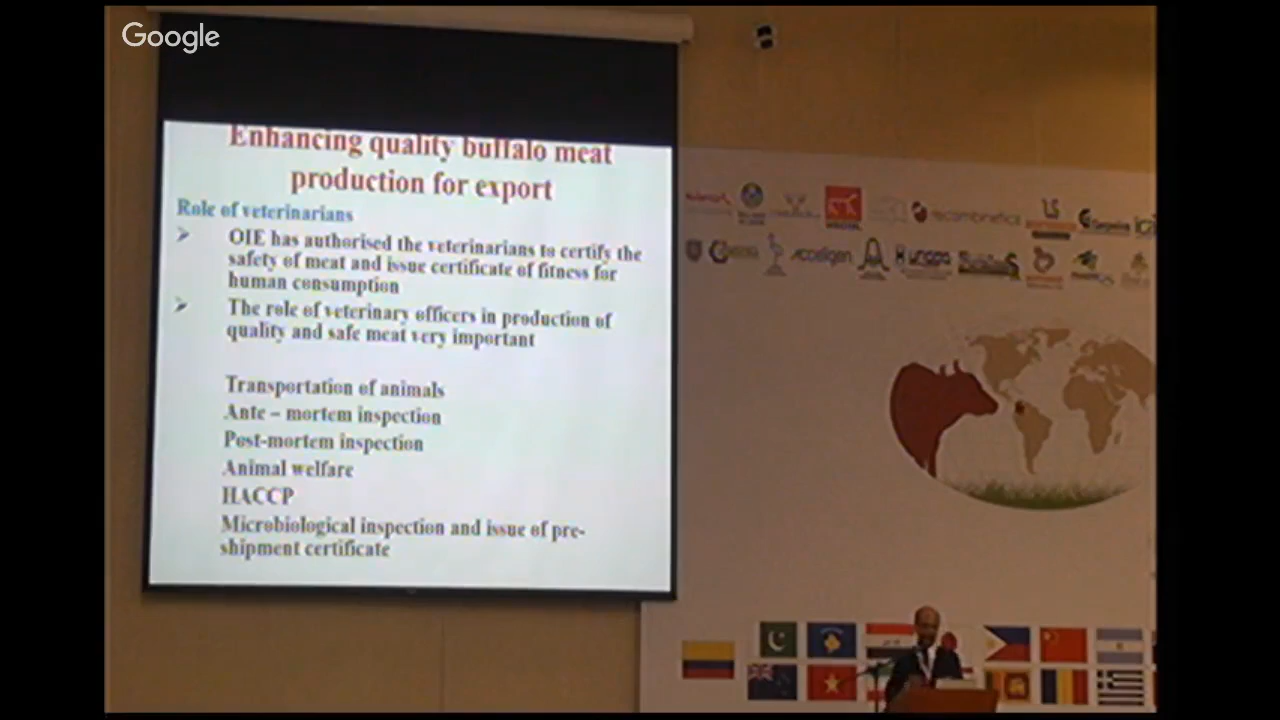 Google
Enhancing quality buffalo meat
production for export
Role of veterinarians
OIE has authorised the veterinarians to certify the
safety of meat and issue certificate of fitness for
human consumption
The role of veterinary officers in production of
quality and safe meat very important
Transportation of animals
Ante – mortem inspection
Post-mortem inspection
Animal welfare
HACCP
Microbiological inspection and issue of pre-
shipment certificate
recombinetics
Accelgen